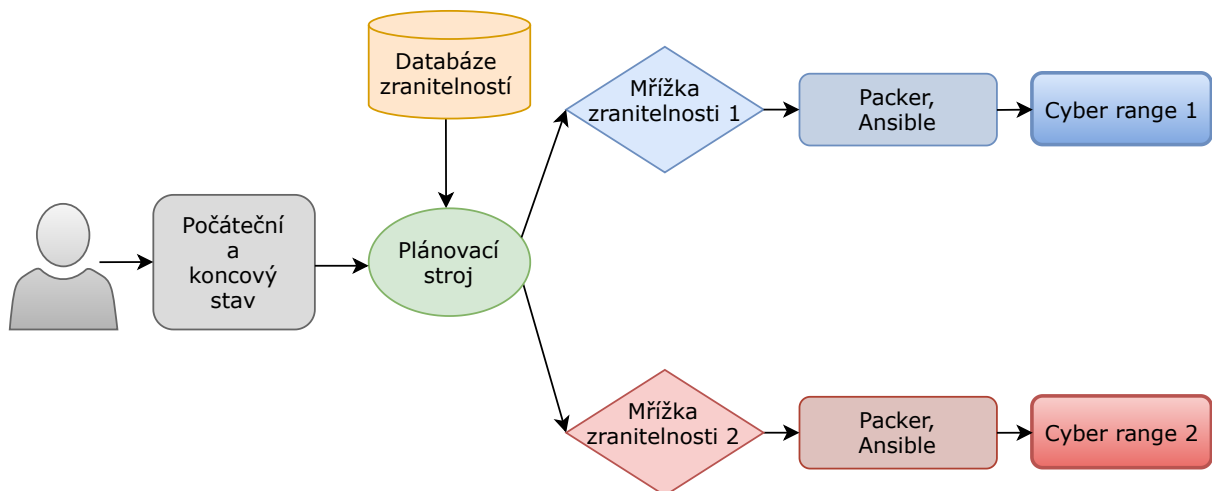 Databáze
zranitelností
Mřížka
zranitelnosti 1
Packer,
Ansible
Cyber range 1
Počáteční
a
koncový
stav
Plánovací
stroj
Mřížka
zranitelnosti 2
Packer,
Ansible
Cyber range 2